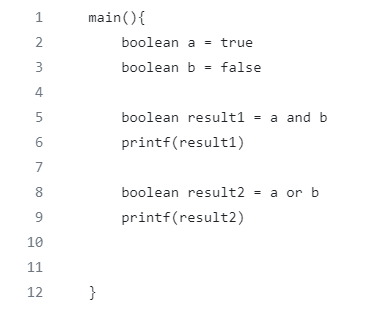 1 main(){
2 boolean a = true
3 boolean b = false
4
5 boolean result1 = a and b
6 printf(result1)
7
8 boolean result2 = a or b
9 printf(result2)
10
11
12 }